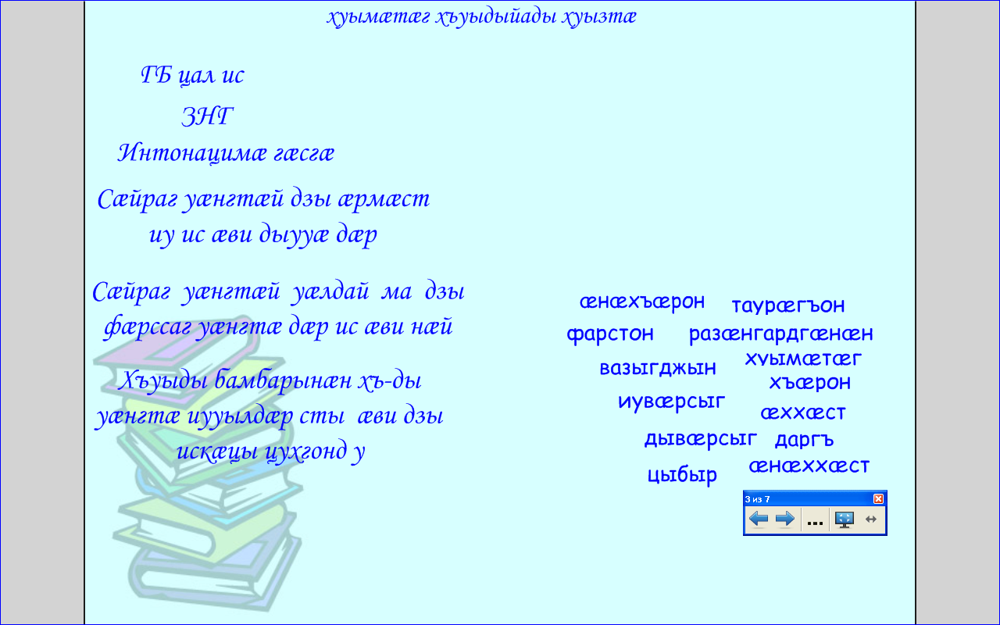 хуымæтæг хъуыдыйады хуызтæ
ГБ цал ис
ЗНГ
Интонацимæ гæсгæ
Сæйраг уæнгтæй дзы æрмæст
иу ис æви дыууæ дæр
Сæйраг уæнгтæй уæлдай ма дзы
фæрссаг уæнгтæ дæр ис æви нæй
Хъуыды бамбарынæн хъ-ды
уæнгтæ иууылдæр сты æви дзы
искæцы цухгонд у
æнæхъæрон
таурæгъон
фарстон
разæнгардгæнæн
вазыгджын
хуымæтæг
хъæрон
иувæрсыг
æххæст
дывæрсыг
даргъ
цыбыр
æнæххæст
3 из 7
...